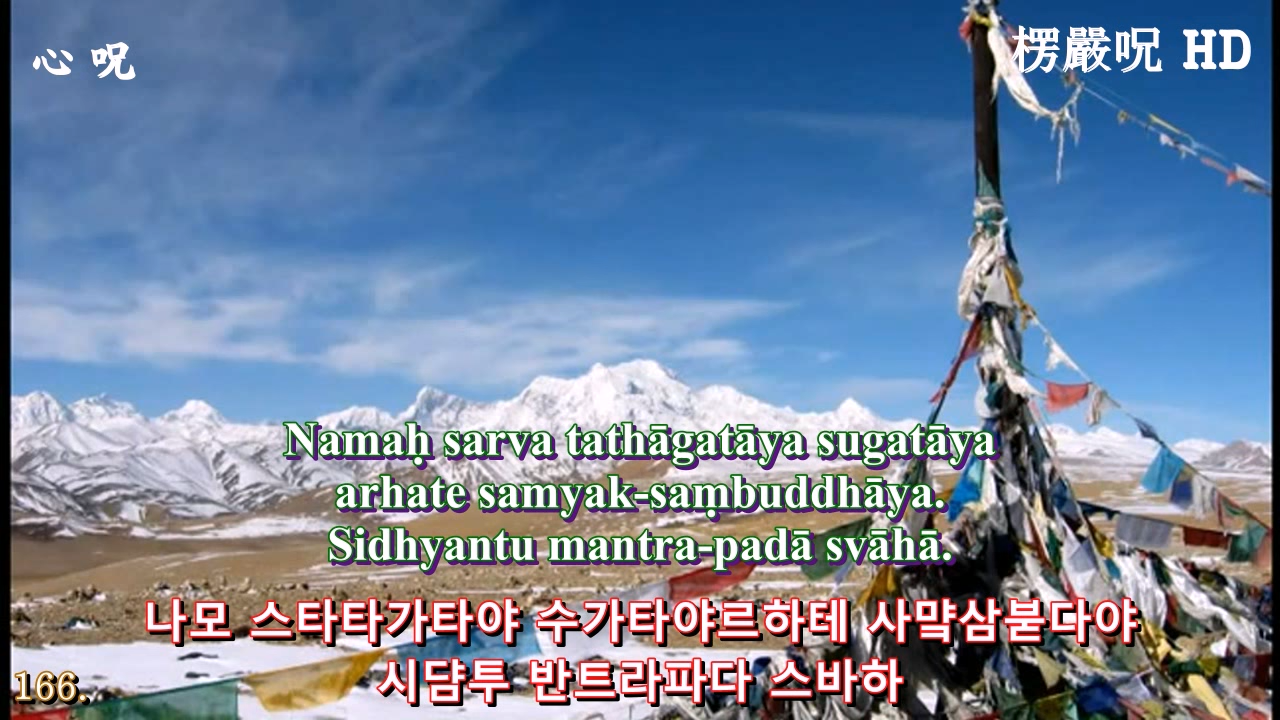 心 呪
楞嚴呪 HD
Namaḥ sarva tathāgatāya sugatāya
arhate samyak-saṃbuddhāya.
Sidhyantu mantra-padā svāhā.
나모 스타타가타야 수가타야르하테 사먁삼붇다야
시댬투 반트라파다 스바하
166..